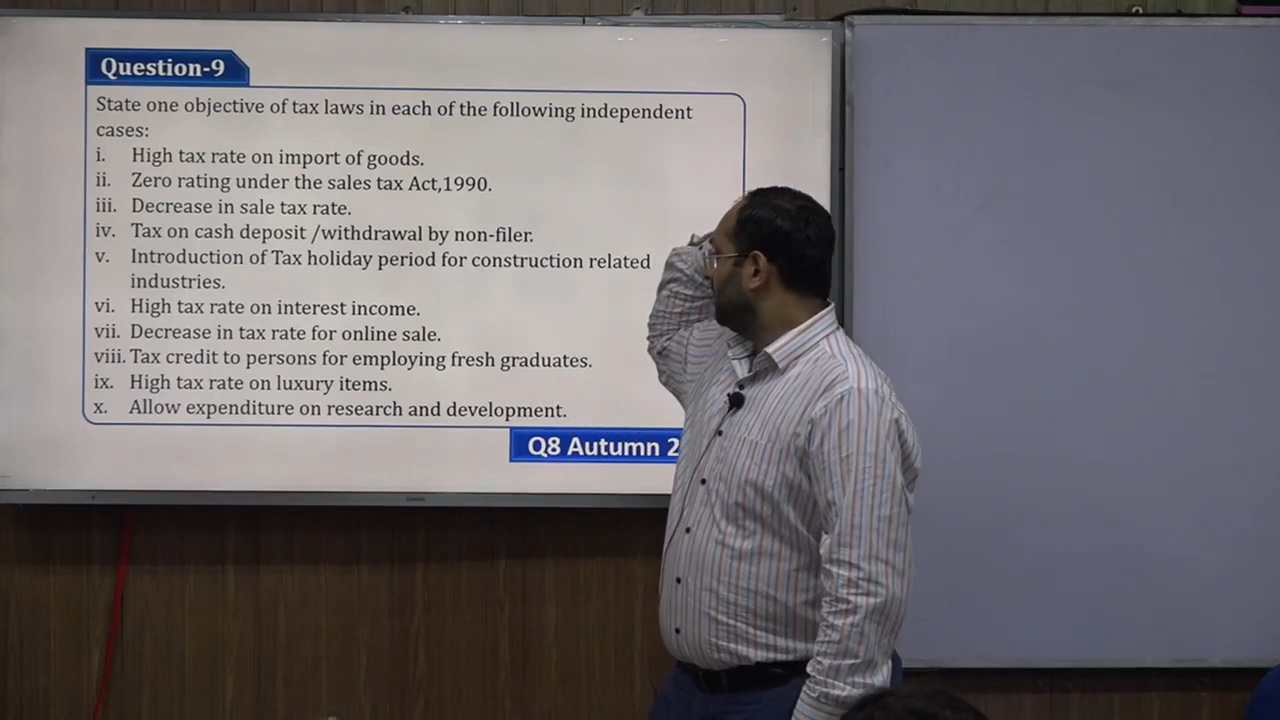 Question-9
State one objective of tax laws in each of the following independent
cases:
i. High tax rate on import of goods.
ii. Zero rating under the sales tax Act,1990.
iii. Decrease in sale tax rate.
iv. Tax on cash deposit /withdrawal by non-filer.
v. Introduction of Tax holiday period for construction related
industries.
vi. High tax rate on interest income.
vii. Decrease in tax rate for online sale.
viii. Tax credit to persons for employing fresh graduates.
ix. High tax rate on luxury items.
x. Allow expenditure on research and development.
Q8 Autumn 2